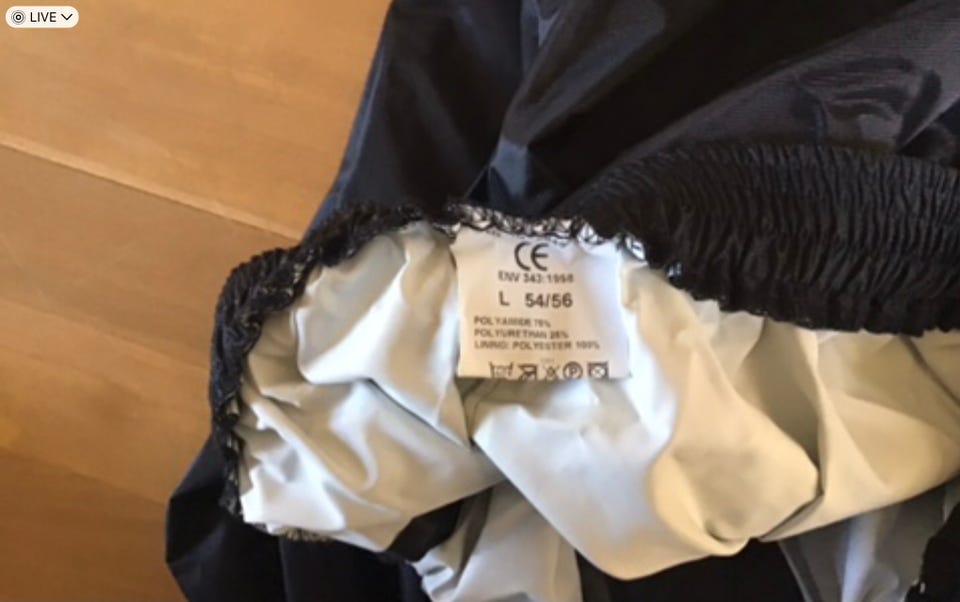 LIVE
CE
ENV 343:1998
L 54/56
POLYAMIDE 75%
POLYURETHAN 25%
LINING: POLYESTER 100%